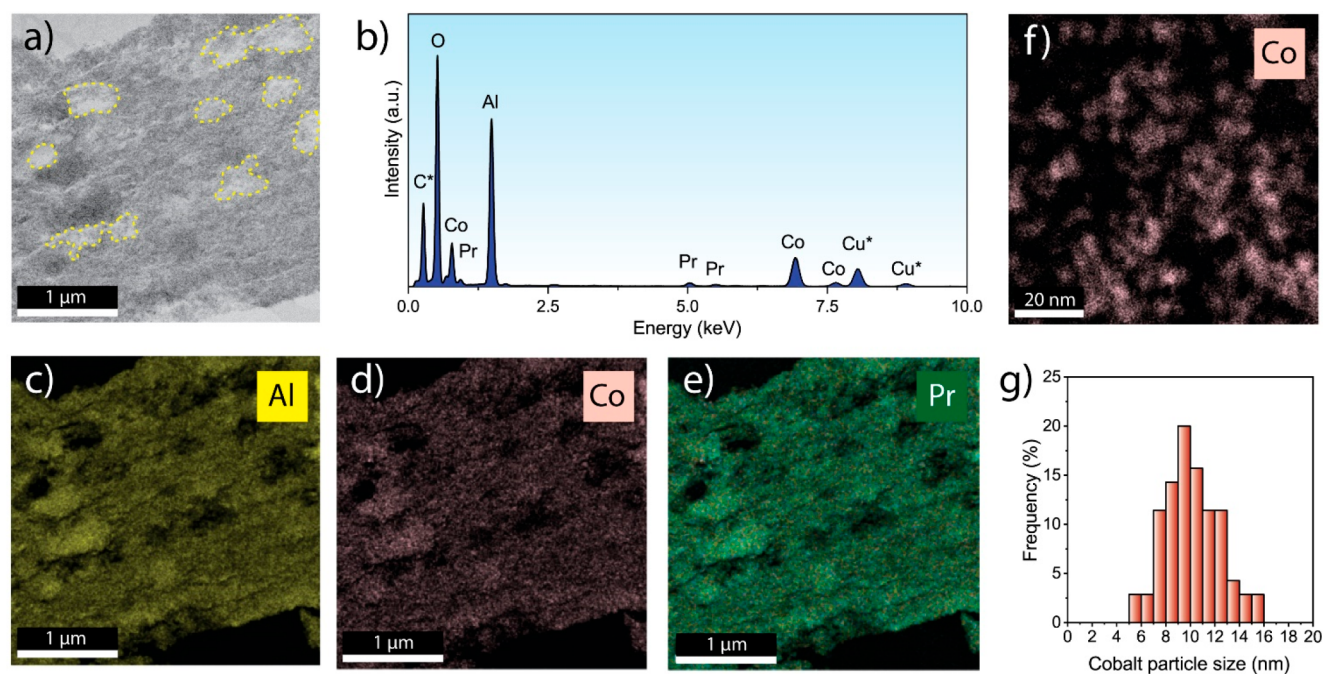 a)
1 μm
b)
Intensity (a.u.)
C*
O
Co
Pr
Al
Pr
Pr
Co
Co
Cu*
Cu*
0.0 2.5 5.0 7.5 10.0
Energy (keV)
f)
Co
20 nm
c)
Al
1 μm
d)
Co
1 μm
e)
Pr
1 μm
g)
Frequency (%)
25
20
15
10
5
0
0 2 4 6 8 10 12 14 16 18 20
Cobalt particle size (nm)